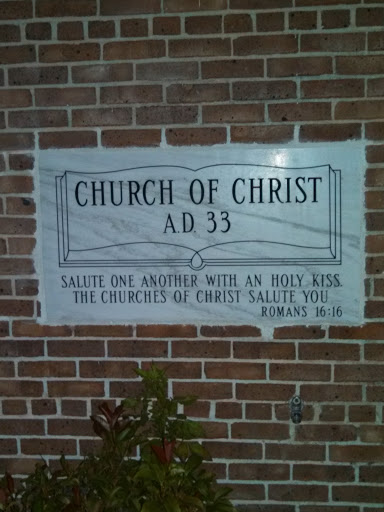 CHURCH OF CHRIST
A.D. 33
SALUTE ONE ANOTHER WITH AN HOLY KISS.
THE CHURCHES OF CHRIST SALUTE YOU.
ROMANS 16:16